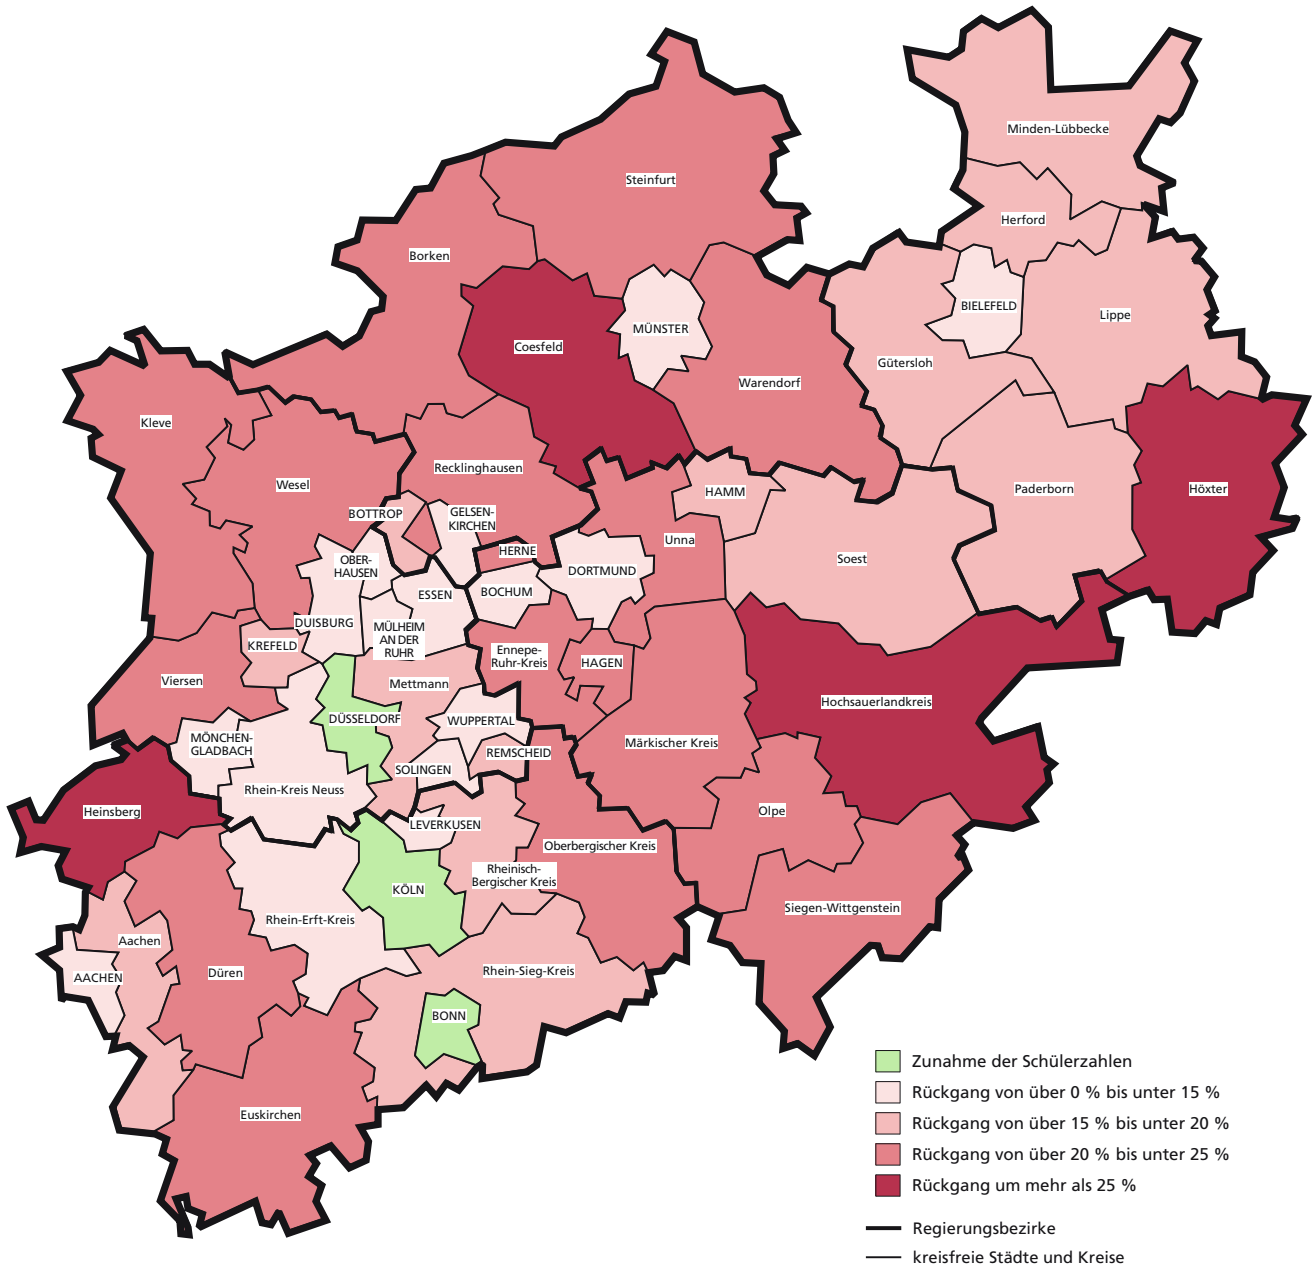 Minden-Lübbecke
Steinfurt
Herford
Borken
BIELEFELD
Lippe
MÜNSTER
Coesfeld
Gütersloh
Warendorf
Kleve
Recklinghausen
Wesel
HAMM
Paderborn
Höxter
BOTTROP
GELSEN-
KIRCHEN
Unna
HERNE
Soest
OBER-
HAUSEN
DORTMUND
ESSEN
BOCHUM
DUISBURG
MÜLHEIM
AN DER
RUHR
KREFELD
Ennepe-
Ruhr-Kreis
HAGEN
Viersen
Mettmann
Hochsauerlandkreis
DÜSSELDORF
WUPPERTAL
MÖNCHEN-
GLADBACH
Märkischer Kreis
REMSCHEID
SOLINGEN
Rhein-Kreis Neuss
Heinsberg
Olpe
LEVERKUSEN
Oberbergischer Kreis
Rheinisch-
Bergischer Kreis
KÖLN
Siegen-Wittgenstein
Rhein-Erft-Kreis
Aachen
Rhein-Sieg-Kreis
Düren
AACHEN
BONN
Euskirchen
Zunahme der Schülerzahlen
Rückgang von über 0 % bis unter 15 %
Rückgang von über 15 % bis unter 20 %
Rückgang von über 20 % bis unter 25 %
Rückgang um mehr als 25 %
Regierungsbezirke
kreisfreie Städte und Kreise